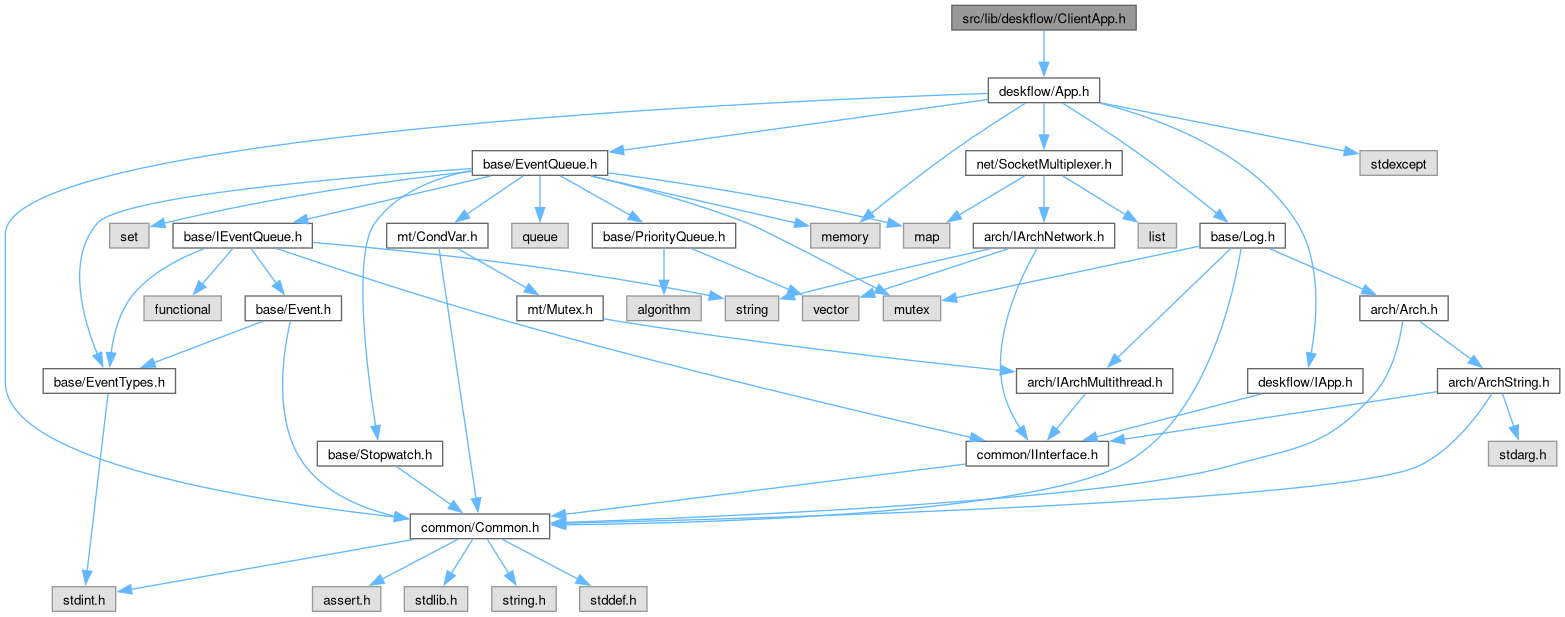 src/lib/deskflow/ClientApp.h
deskflow/App.h
base/EventQueue.h
net/SocketMultiplexer.h
stdexcept
set
base/IEventQueue.h
mt/CondVar.h
queue
base/PriorityQueue.h
memory
map
arch/IArchNetwork.h
list
base/Log.h
functional
base/Event.h
mt/Mutex.h
algorithm
string
vector
mutex
arch/Arch.h
base/EventTypes.h
arch/IArchMultithread.h
deskflow/IApp.h
arch/ArchString.h
base/Stopwatch.h
common/IInterface.h
stdarg.h
common/Common.h
stdint.h
assert.h
stdlib.h
string.h
stddef.h